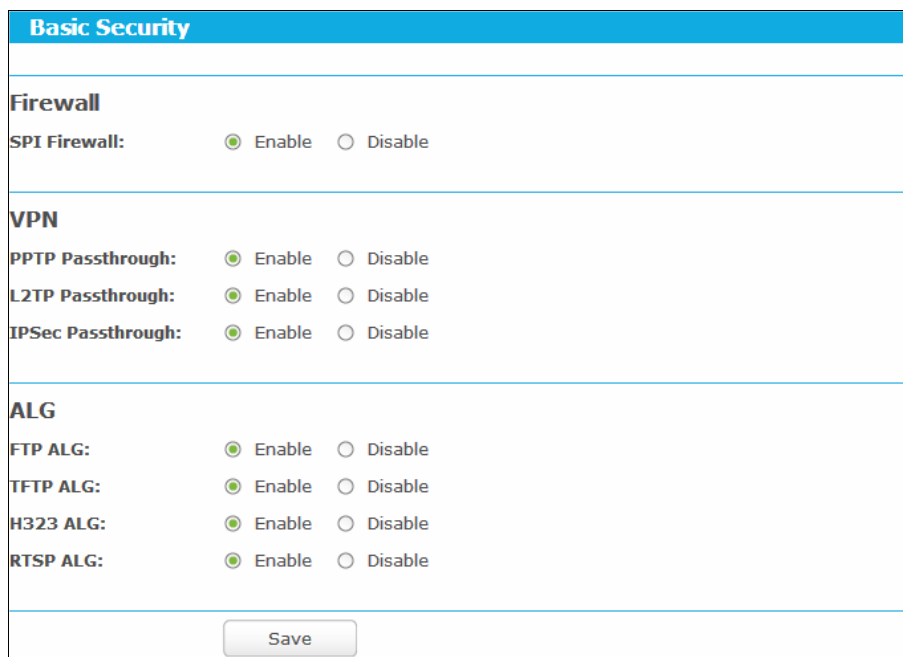 Basic Security
Firewall
SPI Firewall: Enable Disable
VPN
PPTP Passthrough: Enable Disable
L2TP Passthrough: Enable Disable
IPSec Passthrough: Enable Disable
ALG
FTP ALG: Enable Disable
TFTP ALG: Enable Disable
H323 ALG: Enable Disable
RTSP ALG: Enable Disable
Save